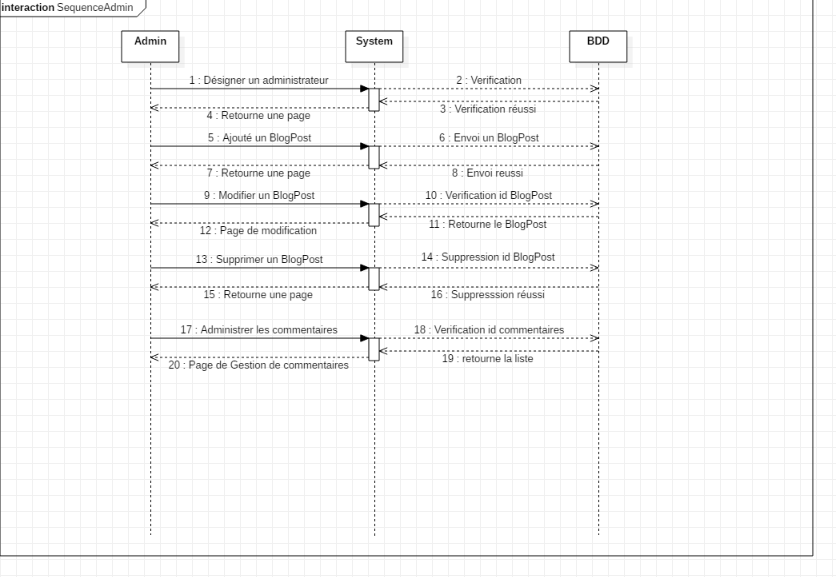 interaction SequenceAdmin
Admin
System
BDD
1 : Désigner un administrateur
2 : Verification
3 : Verification réussi
4 : Retourne une page
5 : Ajouté un BlogPost
6 : Envoi un BlogPost
7 : Retourne une page
8 : Envoi reussi
9 : Modifier un BlogPost
10 : Verification id BlogPost
11 : Retourne le BlogPost
12 : Page de modification
13 : Supprimer un BlogPost
14 : Suppression id BlogPost
15 : Retourne une page
16 : Suppresssion réussi
17 : Administrer les commentaires
18 : Verification id commentaires
19 : retourne la liste
20 : Page de Gestion de commentaires